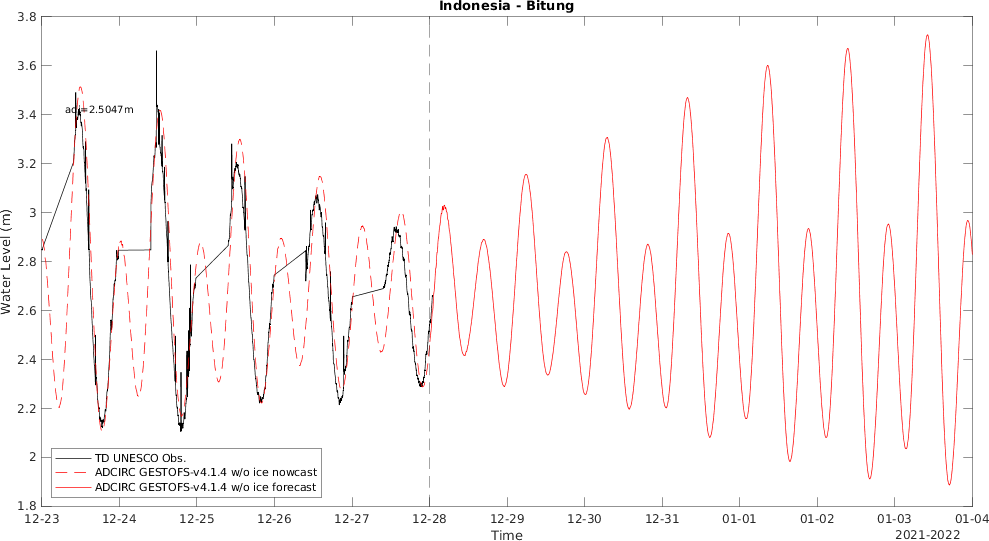 Indonesia - Bitung
3.8
3.6
3.4
3.2
3
2.8
2.6
2.4
2.2
2
1.8
Water Level (m)
adj=2.5047m
TD UNESCO Obs.
ADCIRC GESTOFS-v4.1.4 w/o ice nowcast
ADCIRC GESTOFS-v4.1.4 w/o ice forecast
12-23 12-24 12-25 12-26 12-27 12-28 12-29 12-30 12-31 01-01 01-02 01-03 01-04
Time
2021-2022